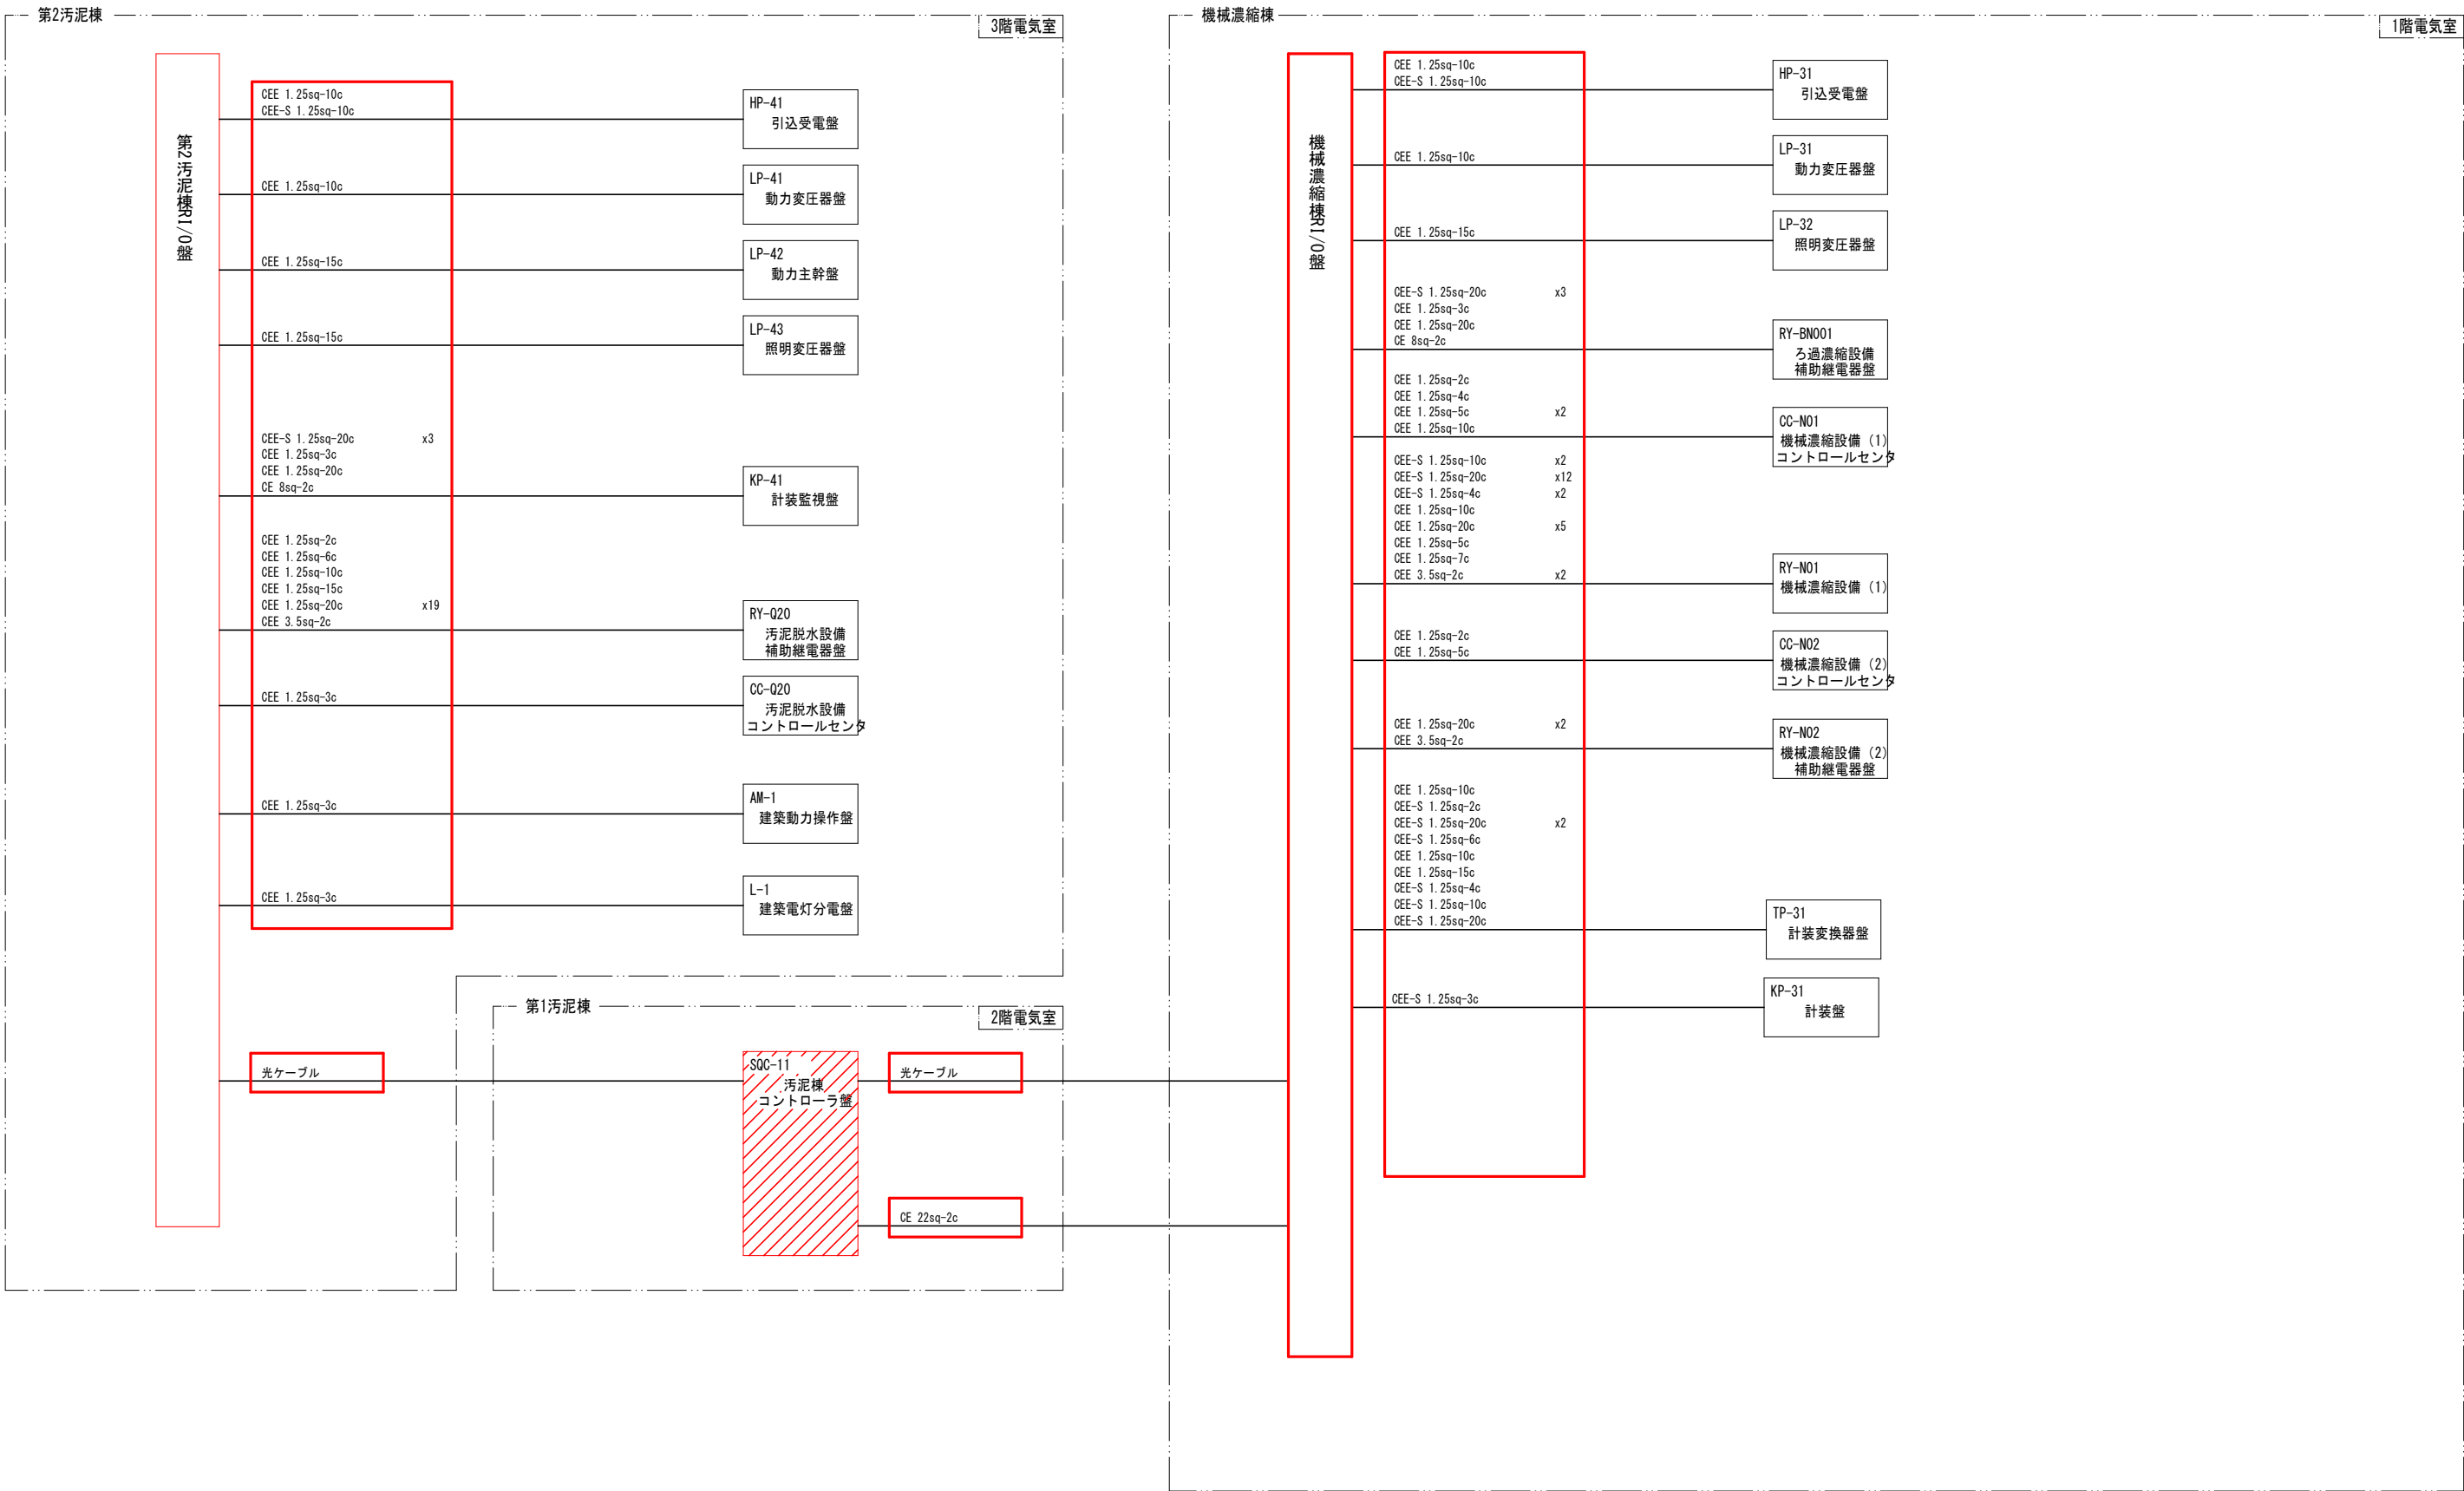 第2汚泥棟
3階電気室
第2汚泥棟RI/O盤
CEE 1.25sq-10c
CEE-S 1.25sq-10c
HP-41
引込受電盤
CEE 1.25sq-10c
LP-41
動力変圧器盤
CEE 1.25sq-15c
LP-42
動力主幹盤
CEE 1.25sq-15c
LP-43
照明変圧器盤
CEE-S 1.25sq-20c x3
CEE 1.25sq-3c
CEE 1.25sq-20c
CE 8sq-2c
KP-41
計装監視盤
CEE 1.25sq-2c
CEE 1.25sq-6c
CEE 1.25sq-10c
CEE 1.25sq-15c
CEE 1.25sq-20c x19
CEE 3.5sq-2c
RY-Q20
汚泥脱水設備
補助継電器盤
CEE 1.25sq-3c
CC-Q20
汚泥脱水設備
コントロールセンタ
CEE 1.25sq-3c
AM-1
建築動力操作盤
CEE 1.25sq-3c
L-1
建築電灯分電盤
光ケーブル
第1汚泥棟
2階電気室
SQC-11
汚泥棟
コントローラ盤
光ケーブル
CE 22sq-2c
機械濃縮棟
1階電気室
機械濃縮棟RI/O盤
CEE 1.25sq-10c
CEE-S 1.25sq-10c
HP-31
引込受電盤
CEE 1.25sq-10c
LP-31
動力変圧器盤
CEE 1.25sq-15c
LP-32
照明変圧器盤
CEE-S 1.25sq-20c x3
CEE 1.25sq-3c
CEE 1.25sq-20c
CE 8sq-2c
RY-BN001
ろ過濃縮設備
補助継電器盤
CEE 1.25sq-2c
CEE 1.25sq-4c
CEE 1.25sq-5c x2
CEE 1.25sq-10c
CC-N01
機械濃縮設備（1）
コントロールセンタ
CEE-S 1.25sq-10c x2
CEE-S 1.25sq-20c x12
CEE-S 1.25sq-4c x2
CEE 1.25sq-10c
CEE 1.25sq-20c x5
CEE 1.25sq-5c
CEE 1.25sq-7c
CEE 3.5sq-2c x2
RY-N01
機械濃縮設備（1）
CEE 1.25sq-2c
CEE 1.25sq-5c
CC-N02
機械濃縮設備（2）
コントロールセンタ
CEE 1.25sq-20c x2
CEE 3.5sq-2c
RY-N02
機械濃縮設備（2）
補助継電器盤
CEE 1.25sq-10c
CEE-S 1.25sq-2c
CEE-S 1.25sq-20c x2
CEE-S 1.25sq-6c
CEE 1.25sq-10c
CEE 1.25sq-15c
CEE-S 1.25sq-4c
CEE-S 1.25sq-10c
CEE-S 1.25sq-20c
TP-31
計装変換器盤
CEE-S 1.25sq-3c
KP-31
計装盤